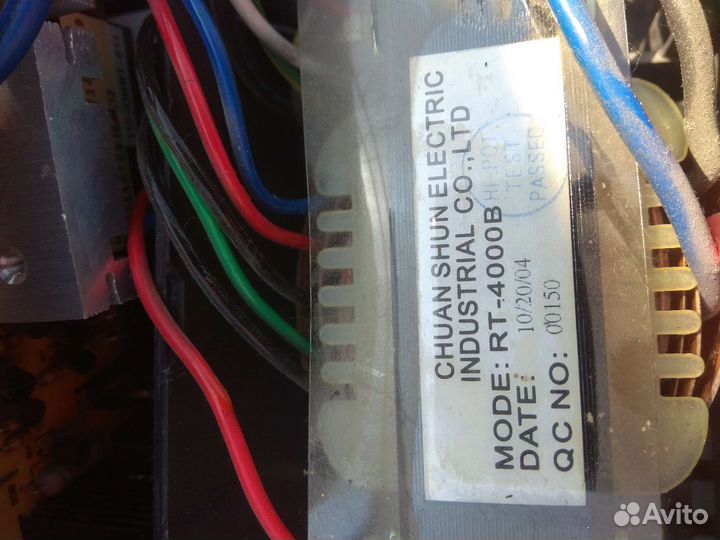 CHUAN SHUN ELECTRIC
INDUSTRIAL CO.,LTD
HI-POT
TEST
PASSED
MODE: RT-4000B
DATE: 10/20/04
QC NO: 00150
Avito